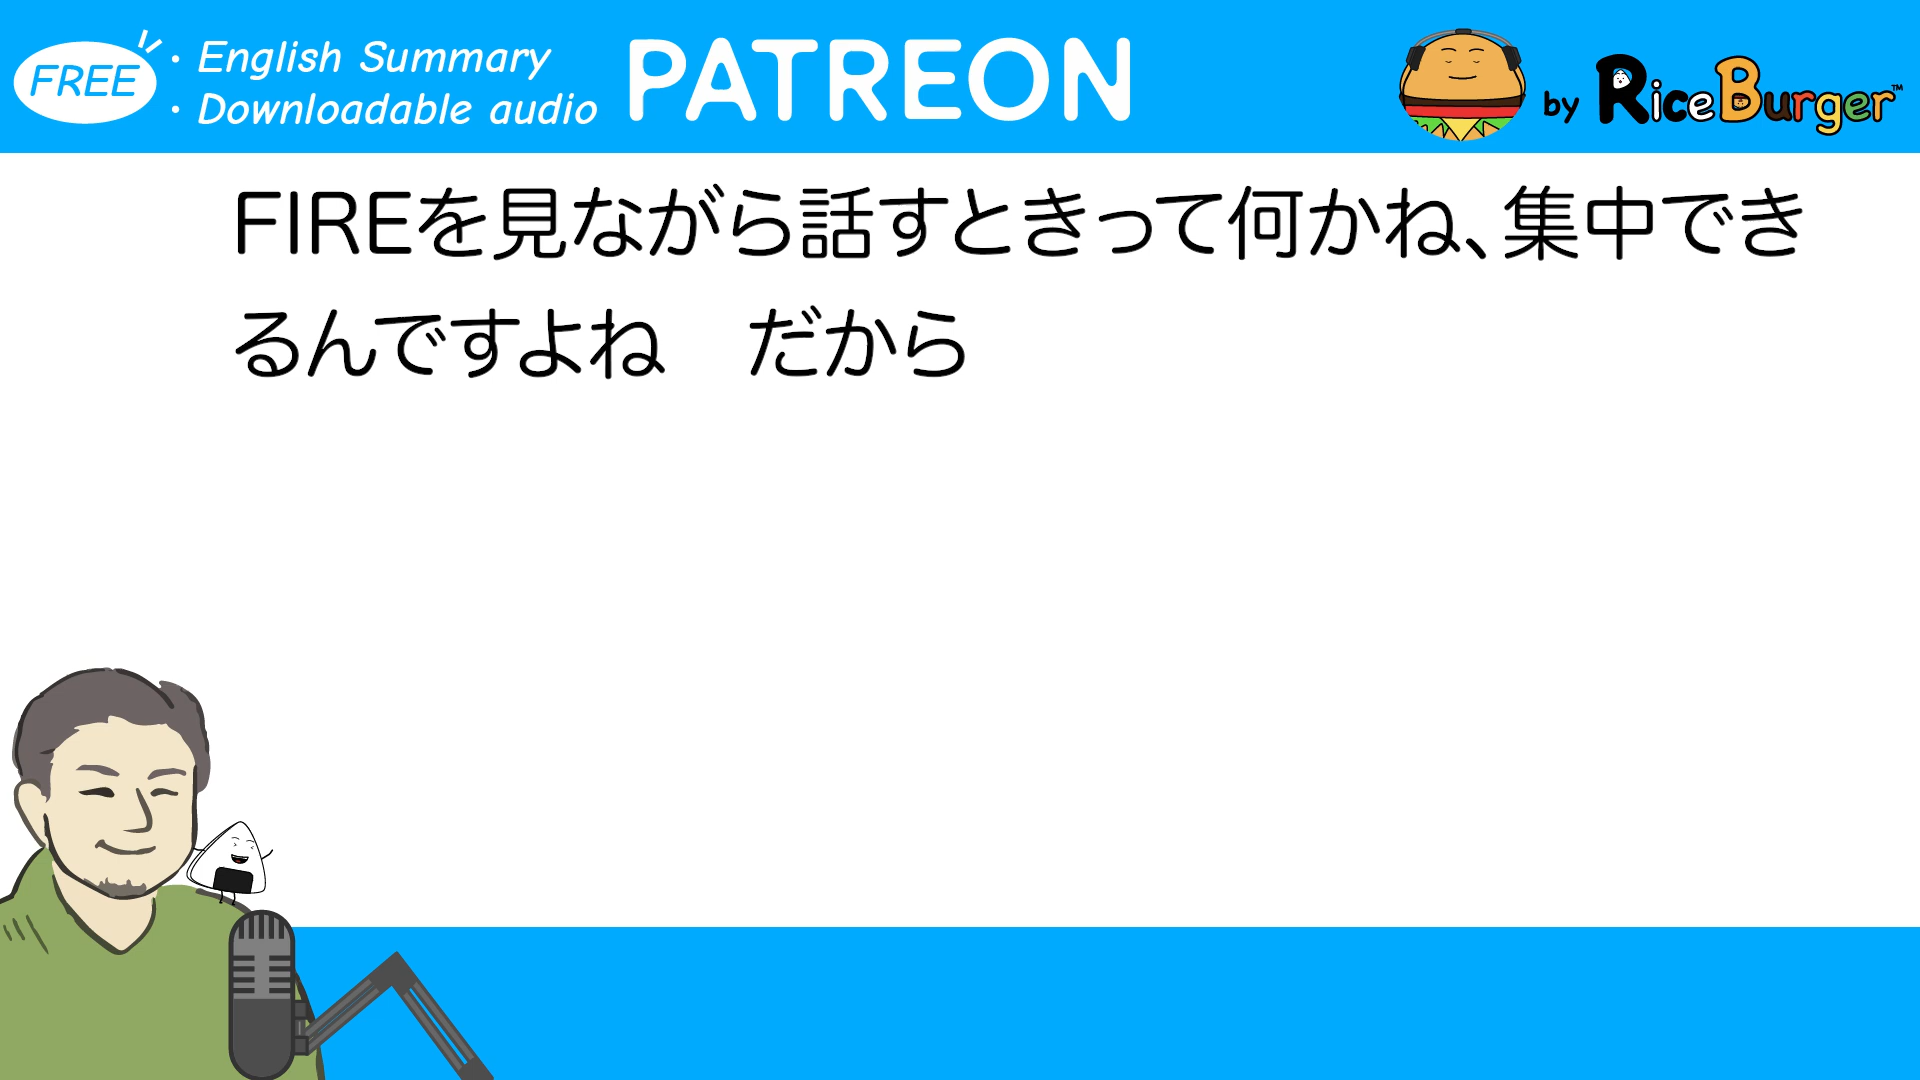 FREE
・English Summary
・Downloadable audio
PATREON
by RiceBurger™
FIREを見ながら話すときって何かね、集中でき
るんですよね　だから